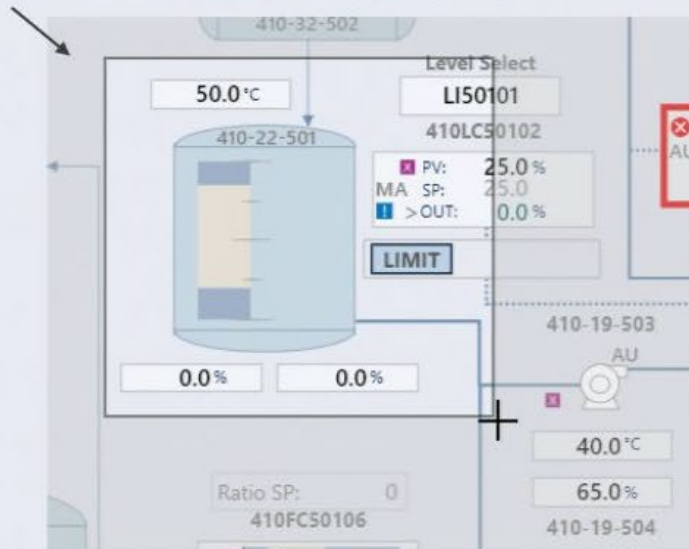 410-32-502
Level Select
50.0 °C
LI50101
410-22-501
410LC50102
x PV: 25.0 %
MA SP: 25.0
! > OUT: 0.0 %
AU
LIMIT
410-19-503
AU
0.0 %
0.0 %
x
40.0 °C
Ratio SP: 0
65.0 %
410FC50106
410-19-504